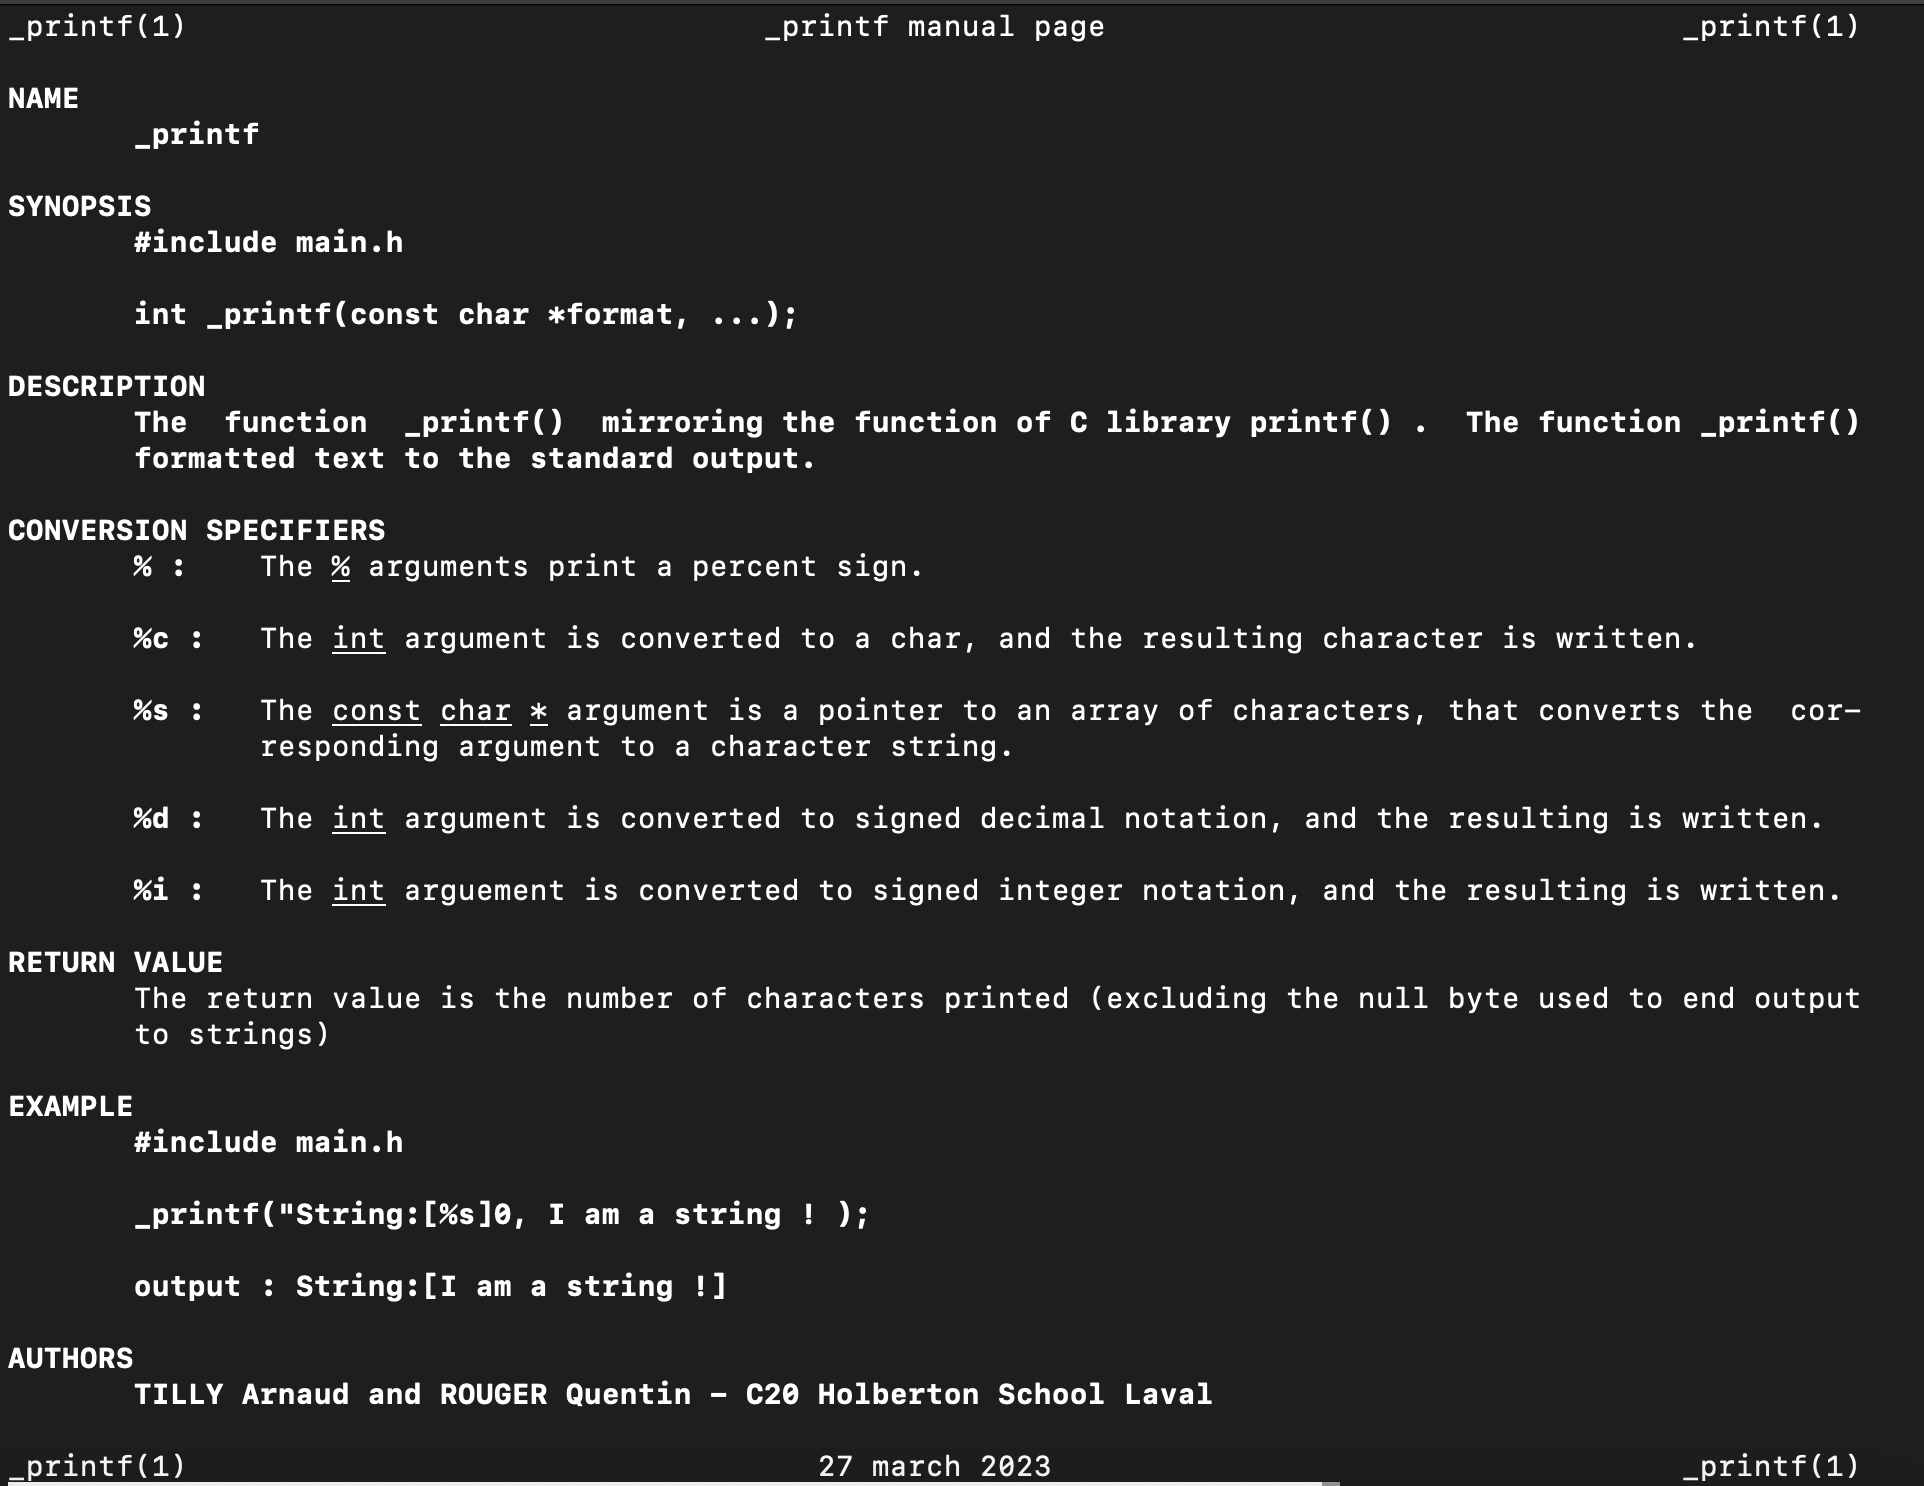 _printf(1) _printf manual page _printf(1)
NAME
_printf
SYNOPSIS
#include main.h
int _printf(const char *format, ...);
DESCRIPTION
The function _printf() mirroring the function of C library printf() . The function _printf()
formatted text to the standard output.
CONVERSION SPECIFIERS
% : The % arguments print a percent sign.
%c : The int argument is converted to a char, and the resulting character is written.
%s : The const char * argument is a pointer to an array of characters, that converts the cor-
responding argument to a character string.
%d : The int argument is converted to signed decimal notation, and the resulting is written.
%i : The int arguement is converted to signed integer notation, and the resulting is written.
RETURN VALUE
The return value is the number of characters printed (excluding the null byte used to end output
to strings)
EXAMPLE
#include main.h
_printf("String:[%s]0, I am a string ! );
output : String:[I am a string !]
AUTHORS
TILLY Arnaud and ROUGER Quentin - C20 Holberton School Laval
_printf(1) 27 march 2023 _printf(1)